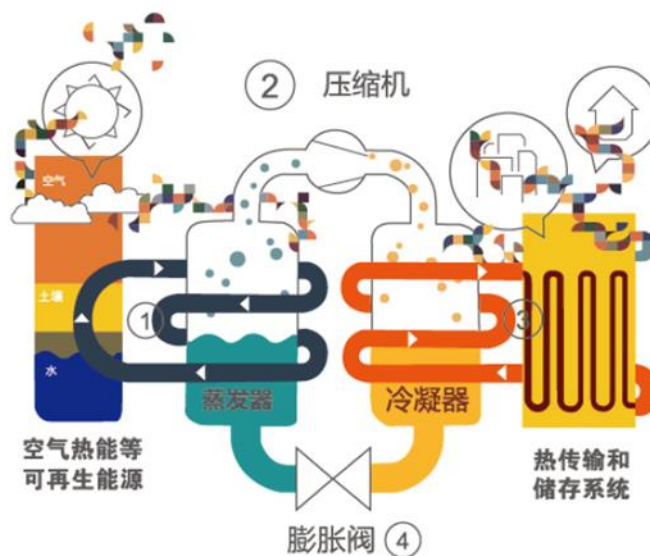 ② 压缩机
空气
土壤
水
①
③
蒸发器
冷凝器
空气热能等
可再生能源
热传输和
储存系统
膨胀阀 ④